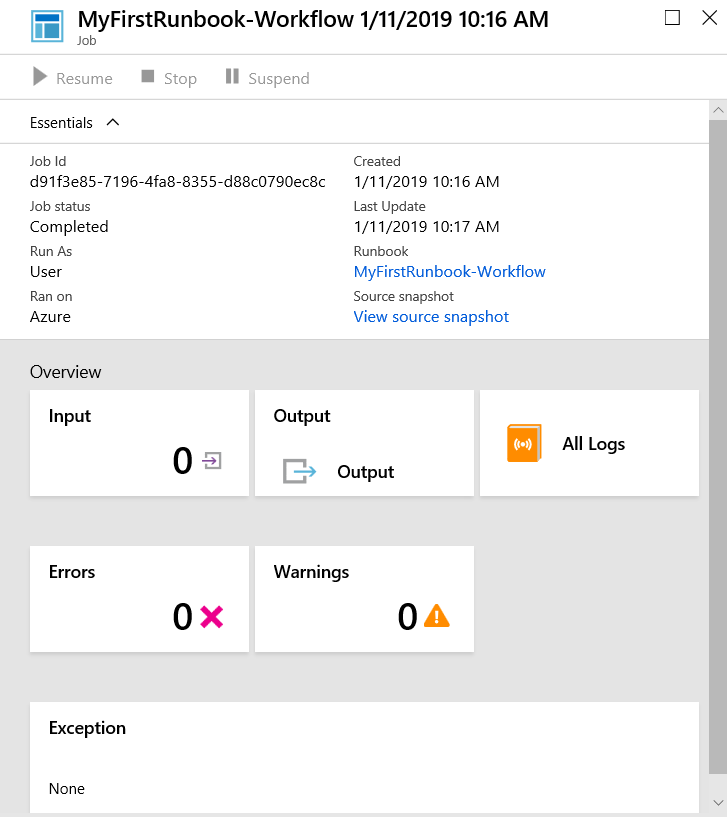 MyFirstRunbook-Workflow 1/11/2019 10:16 AM
Job
Resume Stop Suspend
Essentials
Job Id
d91f3e85-7196-4fa8-8355-d88c0790ec8c
Job status
Completed
Run As
User
Ran on
Azure
Created
1/11/2019 10:16 AM
Last Update
1/11/2019 10:17 AM
Runbook
MyFirstRunbook-Workflow
Source snapshot
View source snapshot
Overview
Input
0
Output
Output
All Logs
Errors
0
Warnings
0
Exception
None